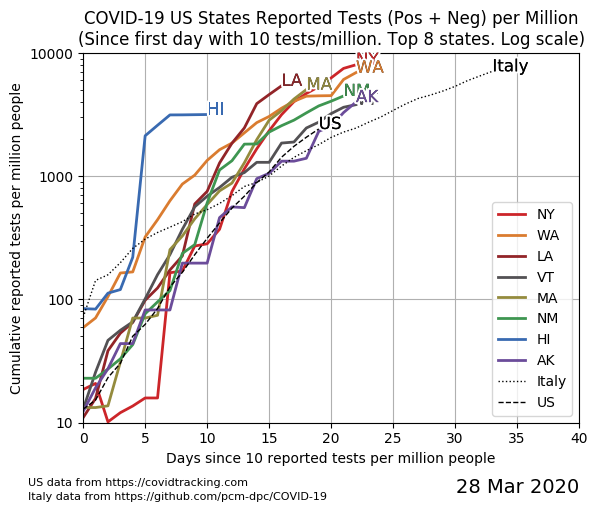 COVID-19 US States Reported Tests (Pos + Neg) per Million
(Since first day with 10 tests/million. Top 8 states. Log scale)
Cumulative reported tests per million people
10000
1000
100
10
NY
WA
Italy
LA
MA
NM
AK
HI
US
NY
WA
LA
VT
MA
NM
HI
AK
Italy
US
0 5 10 15 20 25 30 35 40
Days since 10 reported tests per million people
US data from https://covidtracking.com
Italy data from https://github.com/pcm-dpc/COVID-19
28 Mar 2020